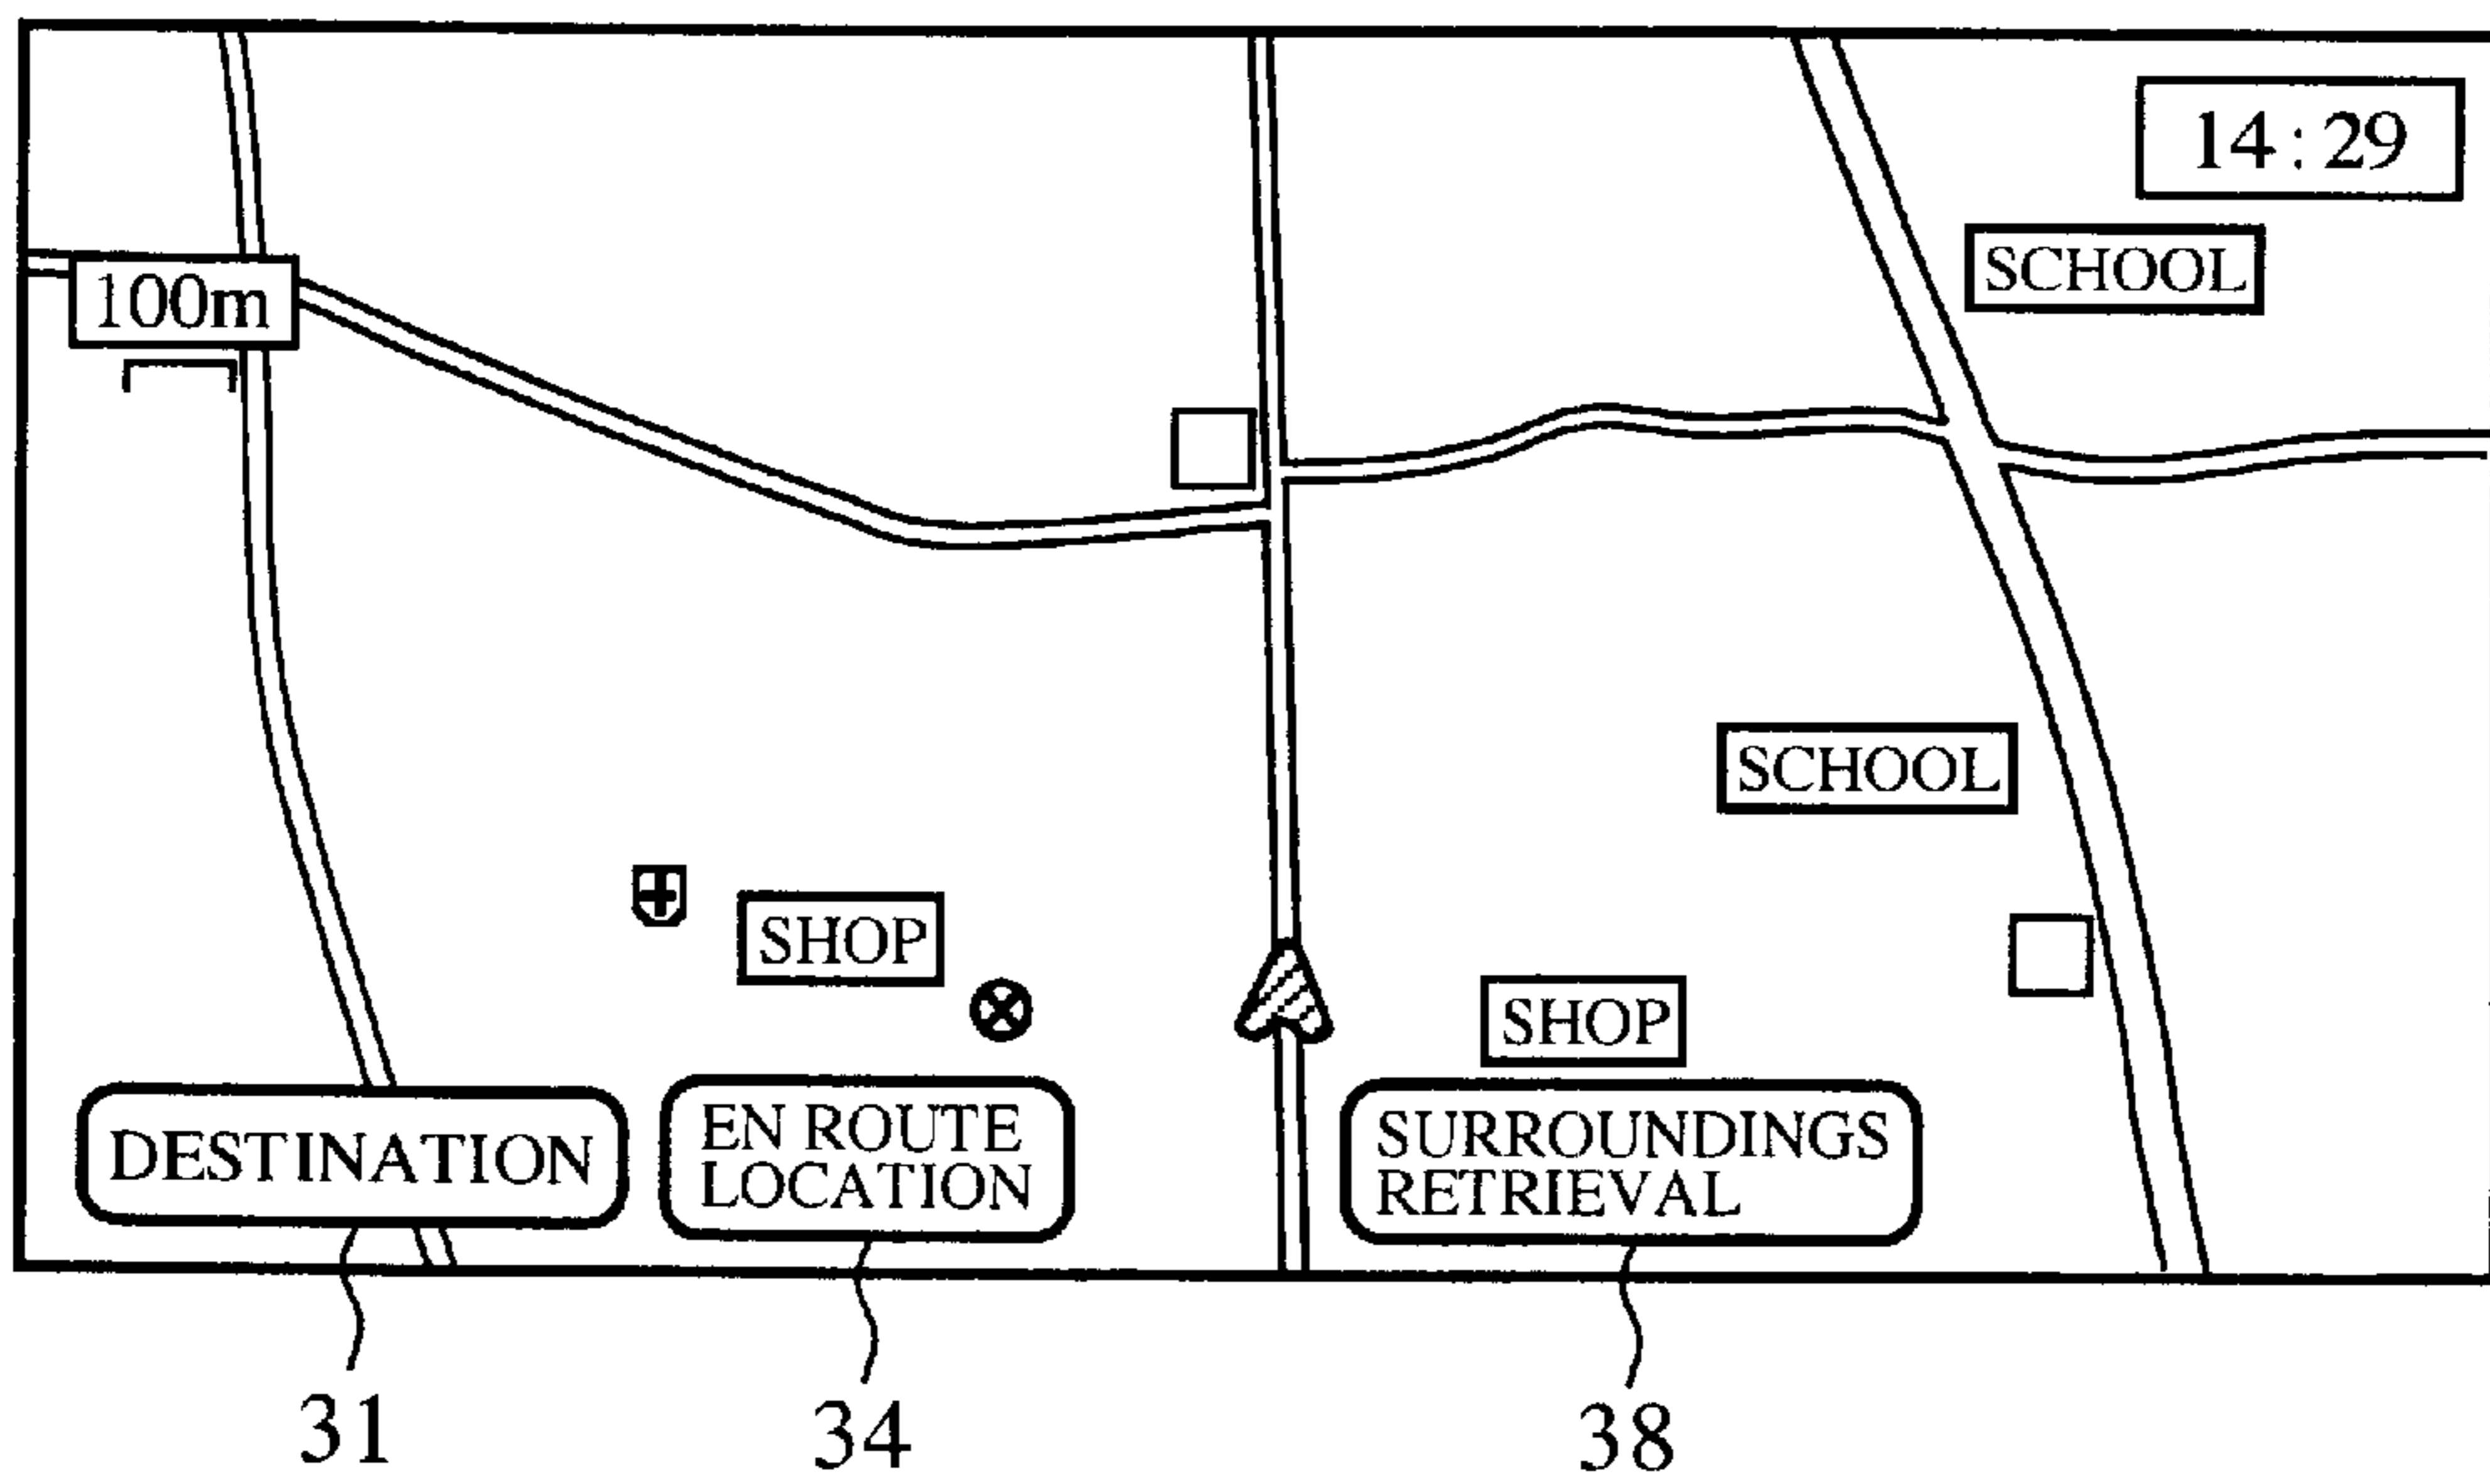 14:29
SCHOOL
100m
SCHOOL
SHOP
SHOP
DESTINATION
EN ROUTE
LOCATION
SURROUNDINGS
RETRIEVAL
31
34
38